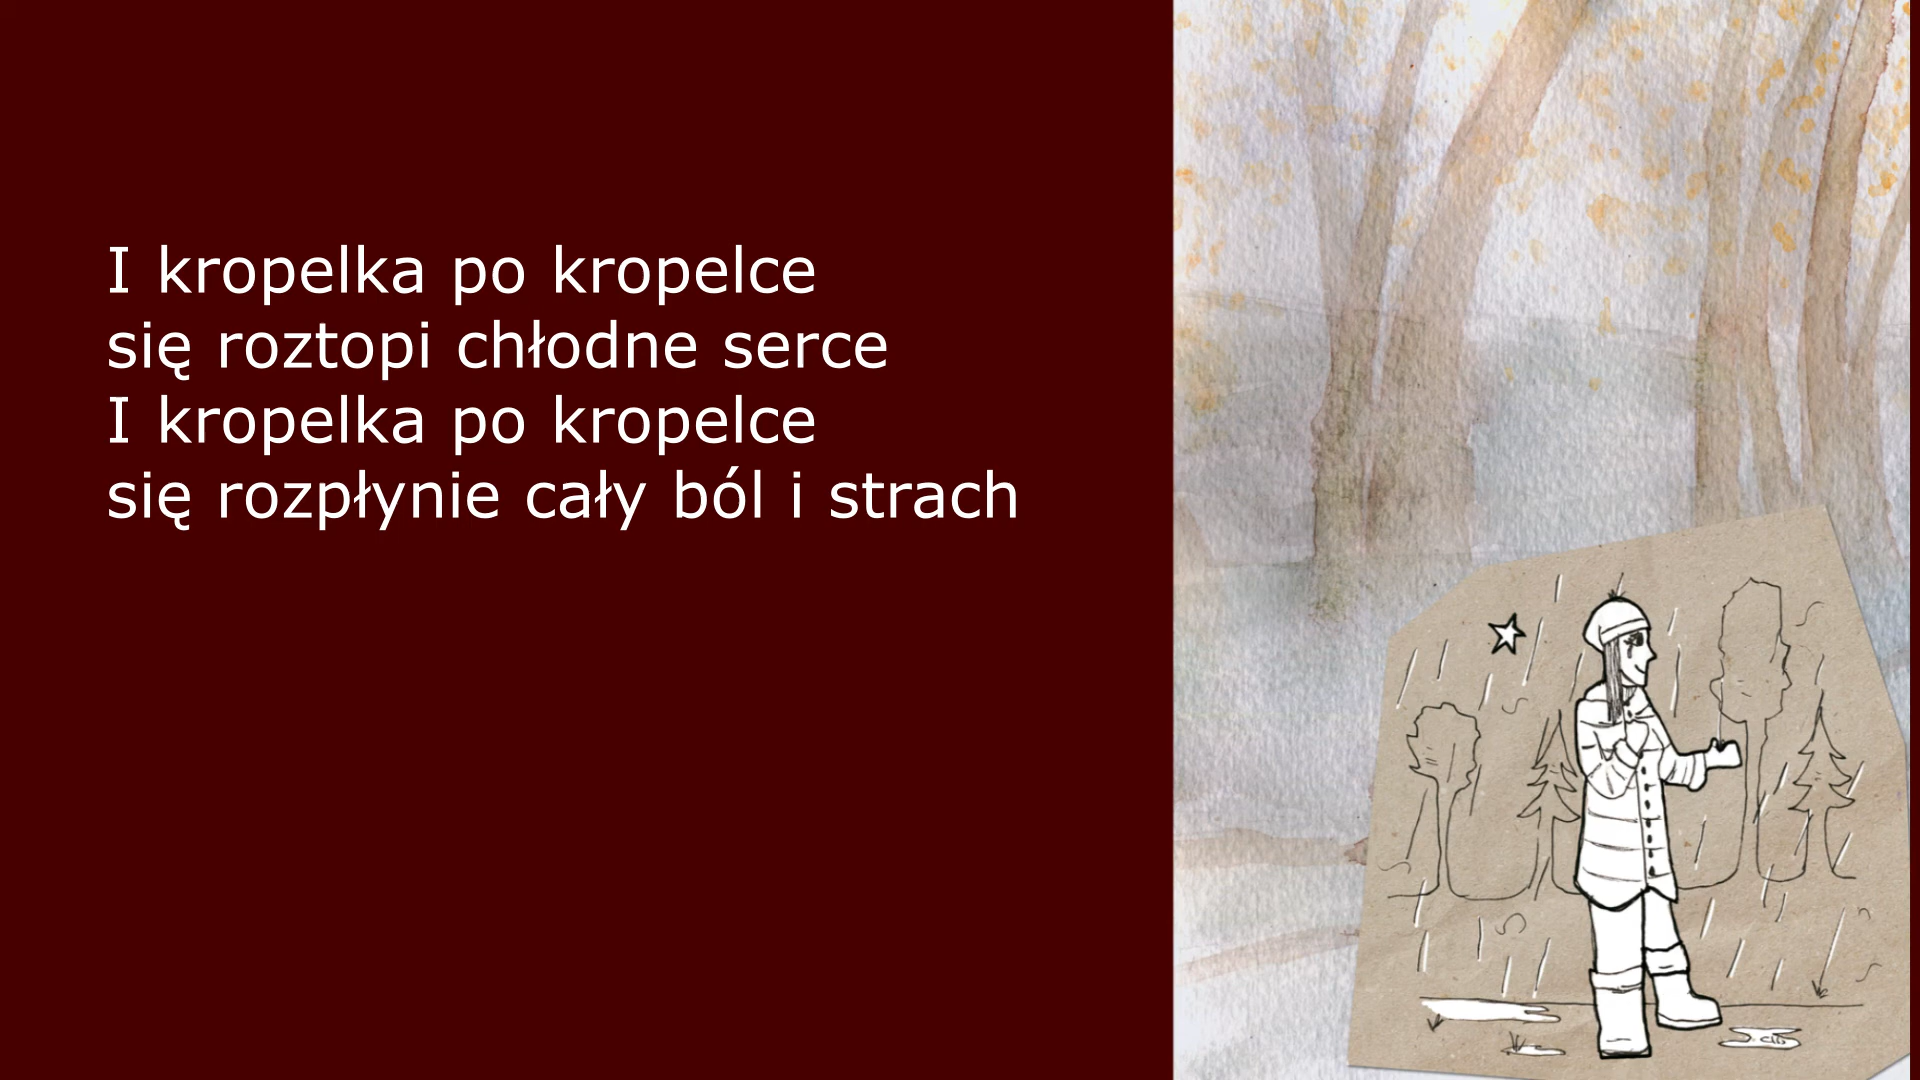 I kropelka po kropelce
się roztopi chłodne serce
I kropelka po kropelce
się rozpłynie cały ból i strach